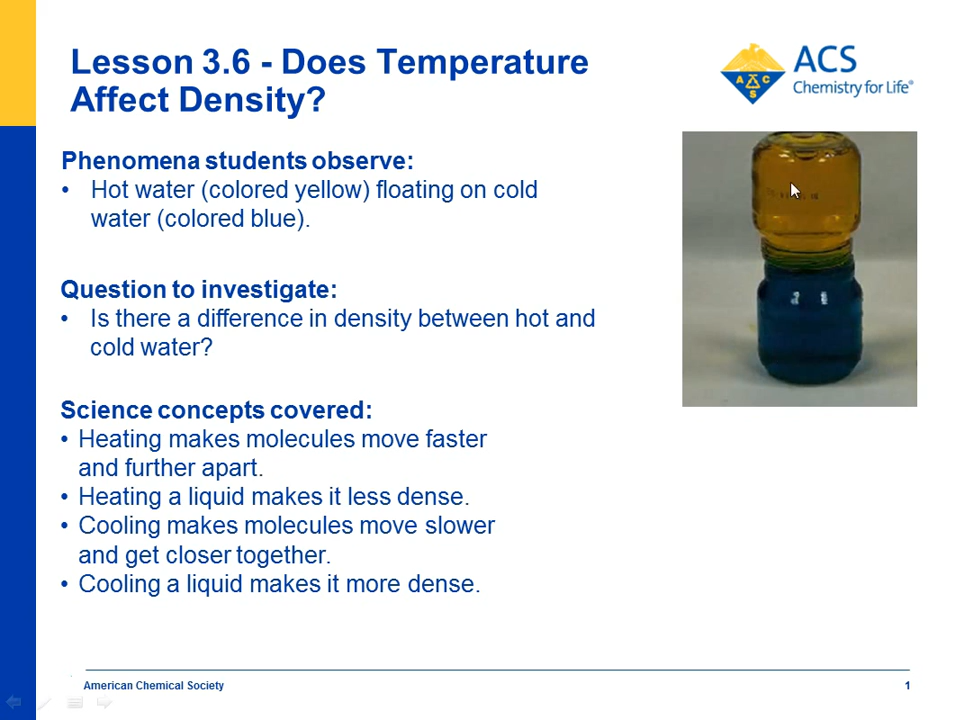 Lesson 3.6 - Does Temperature
Affect Density?
ACS
Chemistry for Life®
A C S
Phenomena students observe:
• Hot water (colored yellow) floating on cold
water (colored blue).
Question to investigate:
• Is there a difference in density between hot and
cold water?
Science concepts covered:
• Heating makes molecules move faster
and further apart.
• Heating a liquid makes it less dense.
• Cooling makes molecules move slower
and get closer together.
• Cooling a liquid makes it more dense.
American Chemical Society
1